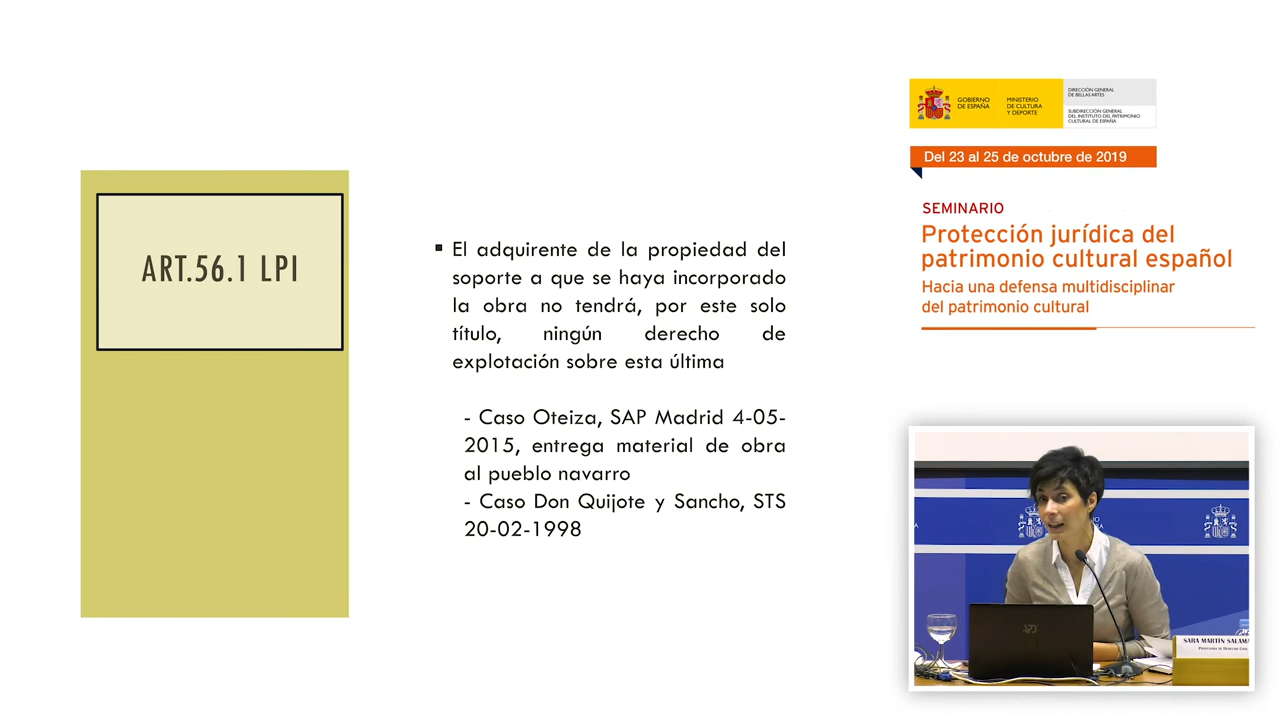 ART.56.1 LPI
El adquirente de la propiedad del
soporte a que se haya incorporado
la obra no tendrá, por este solo
título, ningún derecho de
explotación sobre esta última
- Caso Oteiza, SAP Madrid 4-05-
2015, entrega material de obra
al pueblo navarro
- Caso Don Quijote y Sancho, STS
20-02-1998
GOBIERNO
DE ESPAÑA
MINISTERIO
DE CULTURA
Y DEPORTE
DIRECCIÓN GENERAL
DE BELLAS ARTES
SUBDIRECCIÓN GENERAL
DEL INSTITUTO DEL PATRIMONIO
CULTURAL DE ESPAÑA
Del 23 al 25 de octubre de 2019
SEMINARIO
Protección jurídica del
patrimonio cultural español
Hacia una defensa multidisciplinar
del patrimonio cultural
SARA MARTÍN SALAMA
PROFESORA DE DERECHO CIVIL